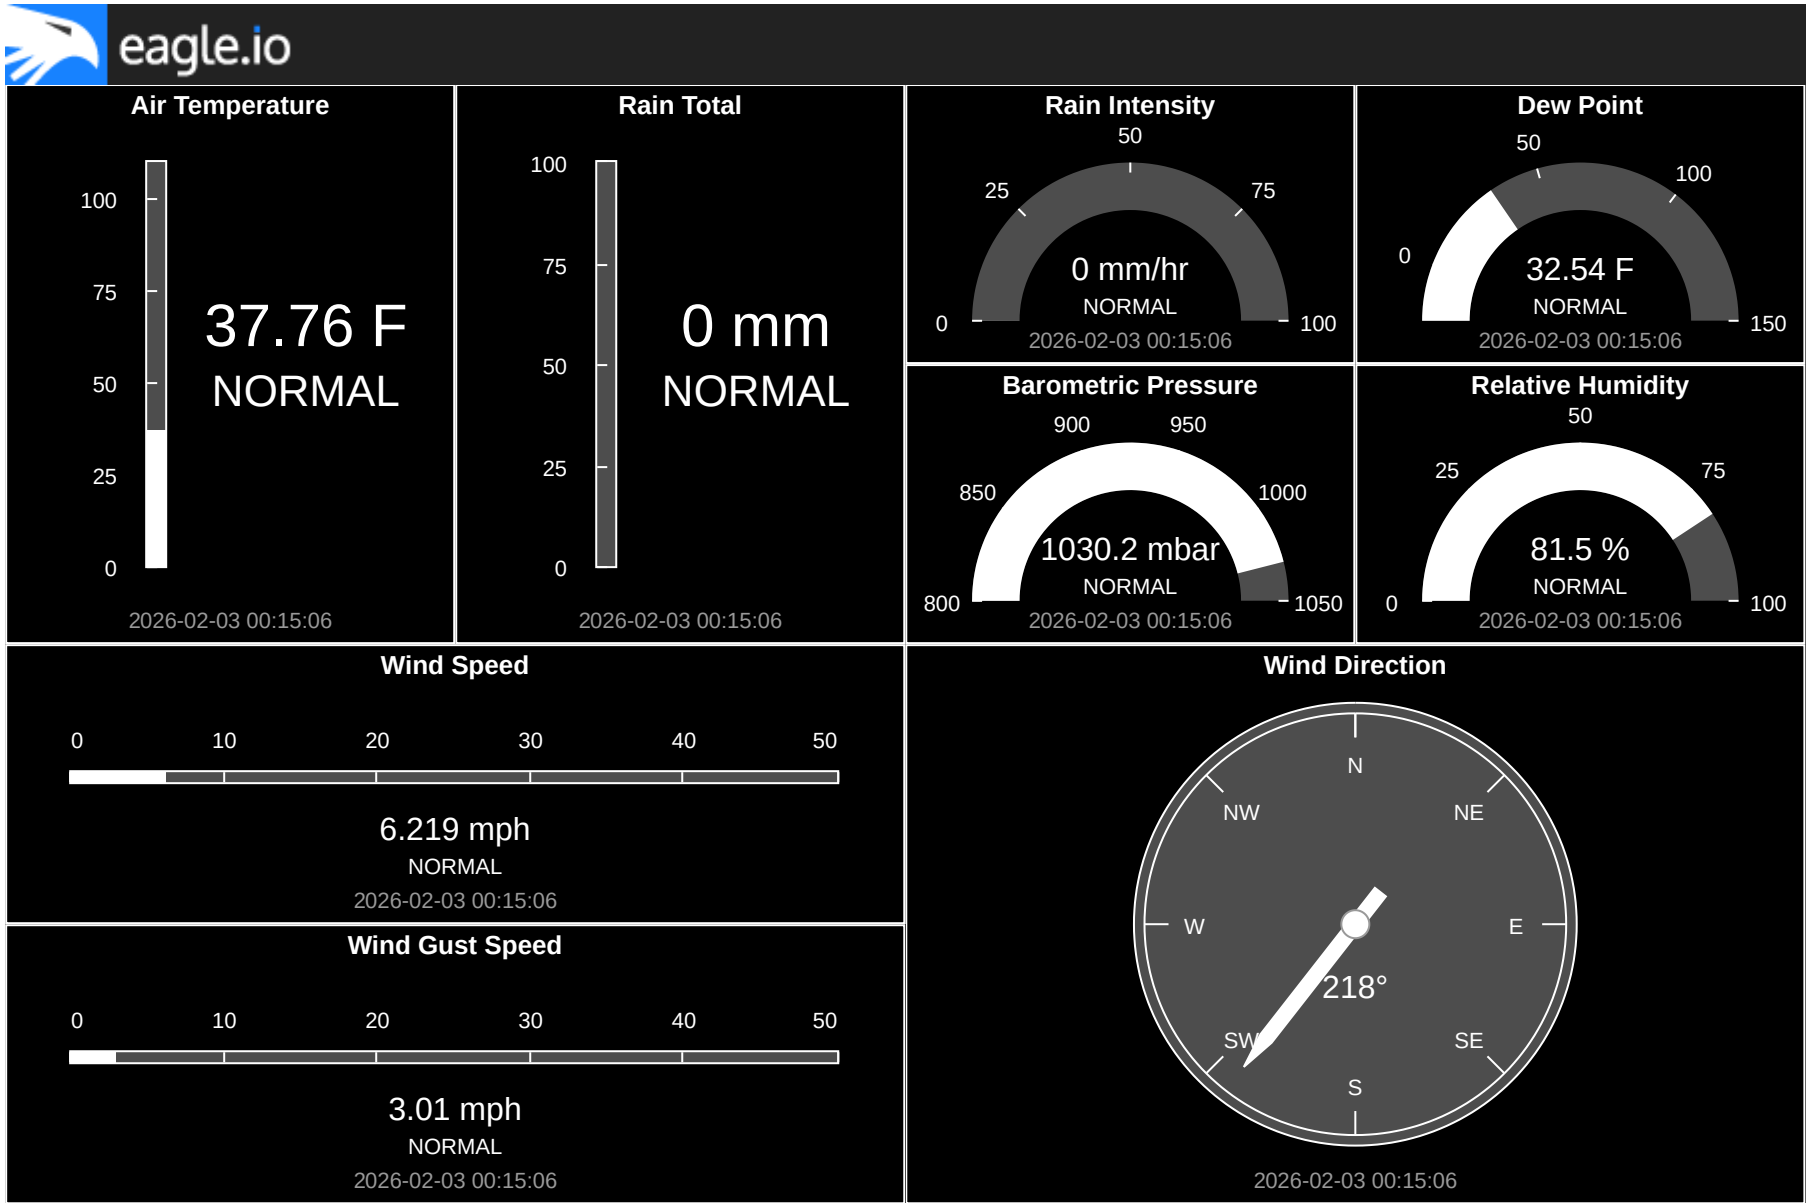 eagle.io
Air Temperature
100
75
50
25
0
37.76 F
NORMAL
2026-02-03 00:15:06
Rain Total
100
75
50
25
0
0 mm
NORMAL
2026-02-03 00:15:06
Rain Intensity
0
25
50
75
100
0 mm/hr
NORMAL
2026-02-03 00:15:06
Dew Point
0
50
100
150
32.54 F
NORMAL
2026-02-03 00:15:06
Barometric Pressure
800
850
900
950
1000
1050
1030.2 mbar
NORMAL
2026-02-03 00:15:06
Relative Humidity
0
25
50
75
100
81.5 %
NORMAL
2026-02-03 00:15:06
Wind Speed
0 10 20 30 40 50
6.219 mph
NORMAL
2026-02-03 00:15:06
Wind Gust Speed
0 10 20 30 40 50
3.01 mph
NORMAL
2026-02-03 00:15:06
Wind Direction
N
NW NE
W E
218°
SW SE
S
2026-02-03 00:15:06